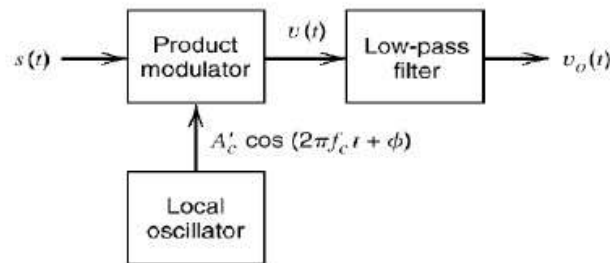 s(t)
Product
modulator
v(t)
Low-pass
filter
v_o(t)
A'_c cos (2πf_c t + ϕ)
Local
oscillator